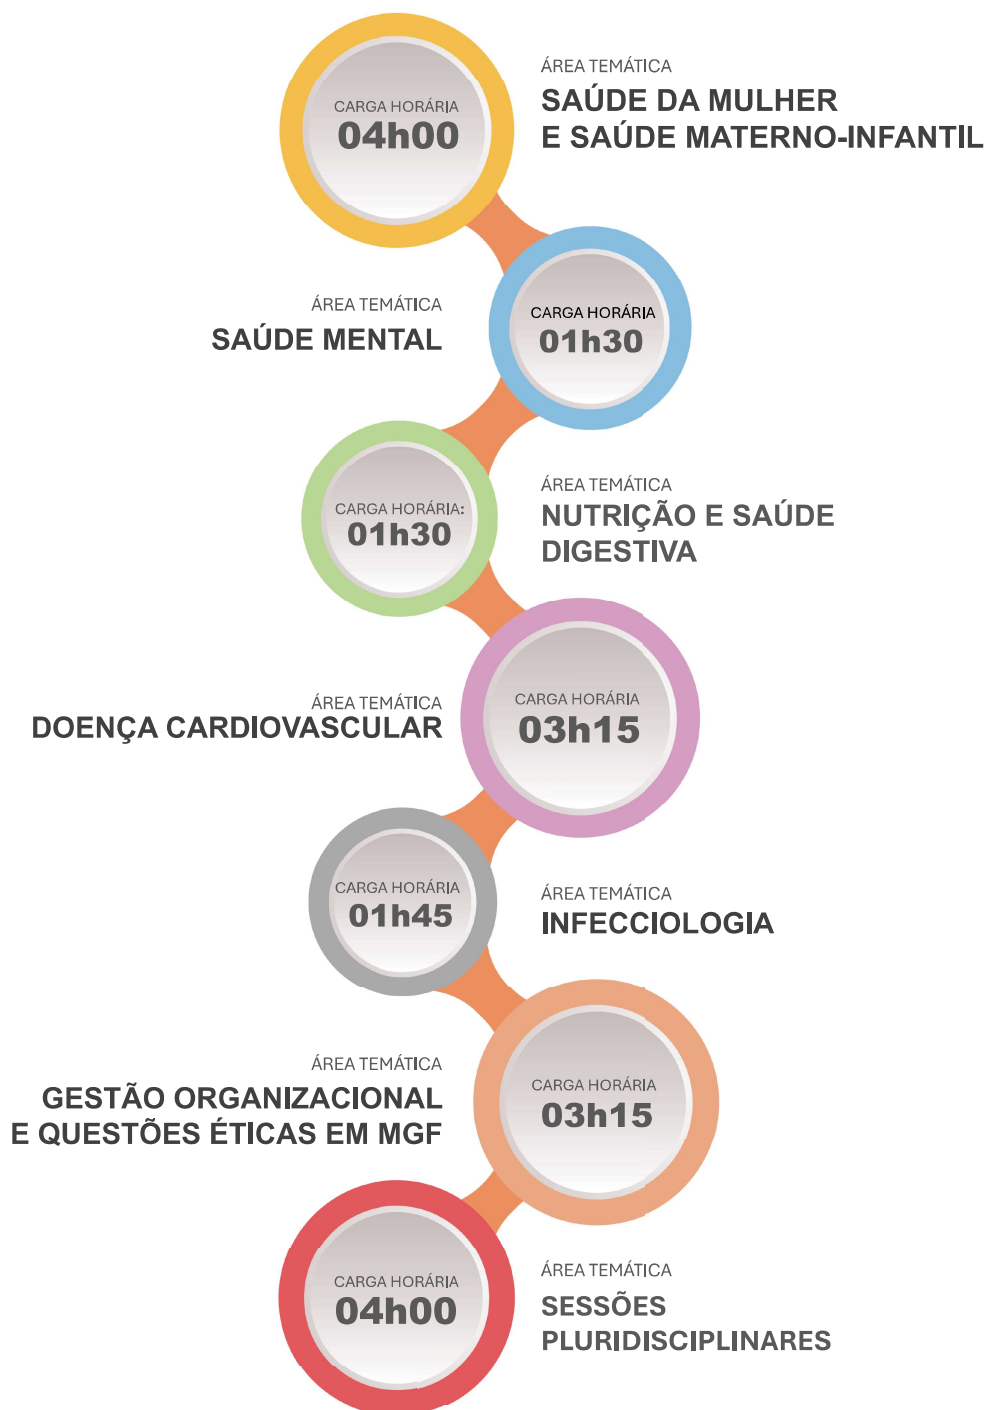 CARGA HORÁRIA
04h00
ÁREA TEMÁTICA
SAÚDE DA MULHER
E SAÚDE MATERNO-INFANTIL
ÁREA TEMÁTICA
SAÚDE MENTAL
CARGA HORÁRIA
01h30
CARGA HORÁRIA:
01h30
ÁREA TEMÁTICA
NUTRIÇÃO E SAÚDE
DIGESTIVA
ÁREA TEMÁTICA
DOENÇA CARDIOVASCULAR
CARGA HORÁRIA
03h15
CARGA HORÁRIA
01h45
ÁREA TEMÁTICA
INFECCIOLOGIA
ÁREA TEMÁTICA
GESTÃO ORGANIZACIONAL
E QUESTÕES ÉTICAS EM MGF
CARGA HORÁRIA
03h15
CARGA HORÁRIA
04h00
ÁREA TEMÁTICA
SESSÕES
PLURIDISCIPLINARES